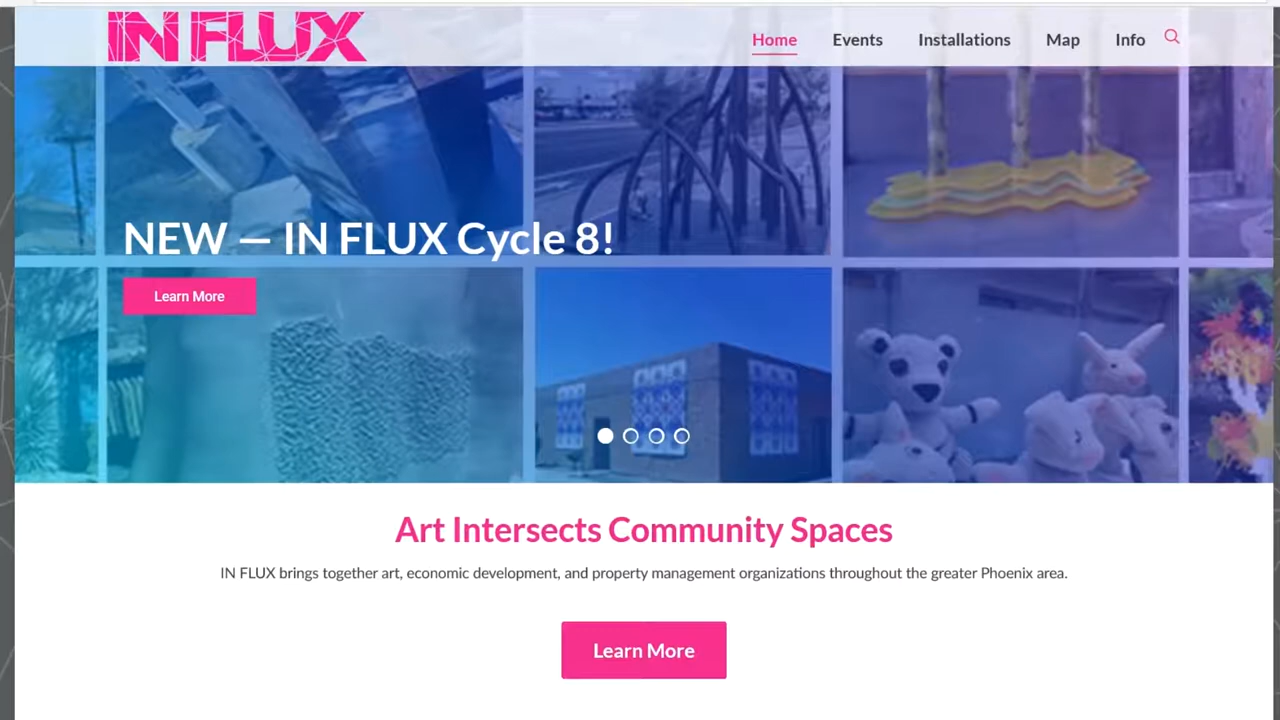 IN FLUX
Home Events Installations Map Info
NEW — IN FLUX Cycle 8!
Learn More
Art Intersects Community Spaces
IN FLUX brings together art, economic development, and property management organizations throughout the greater Phoenix area.
Learn More